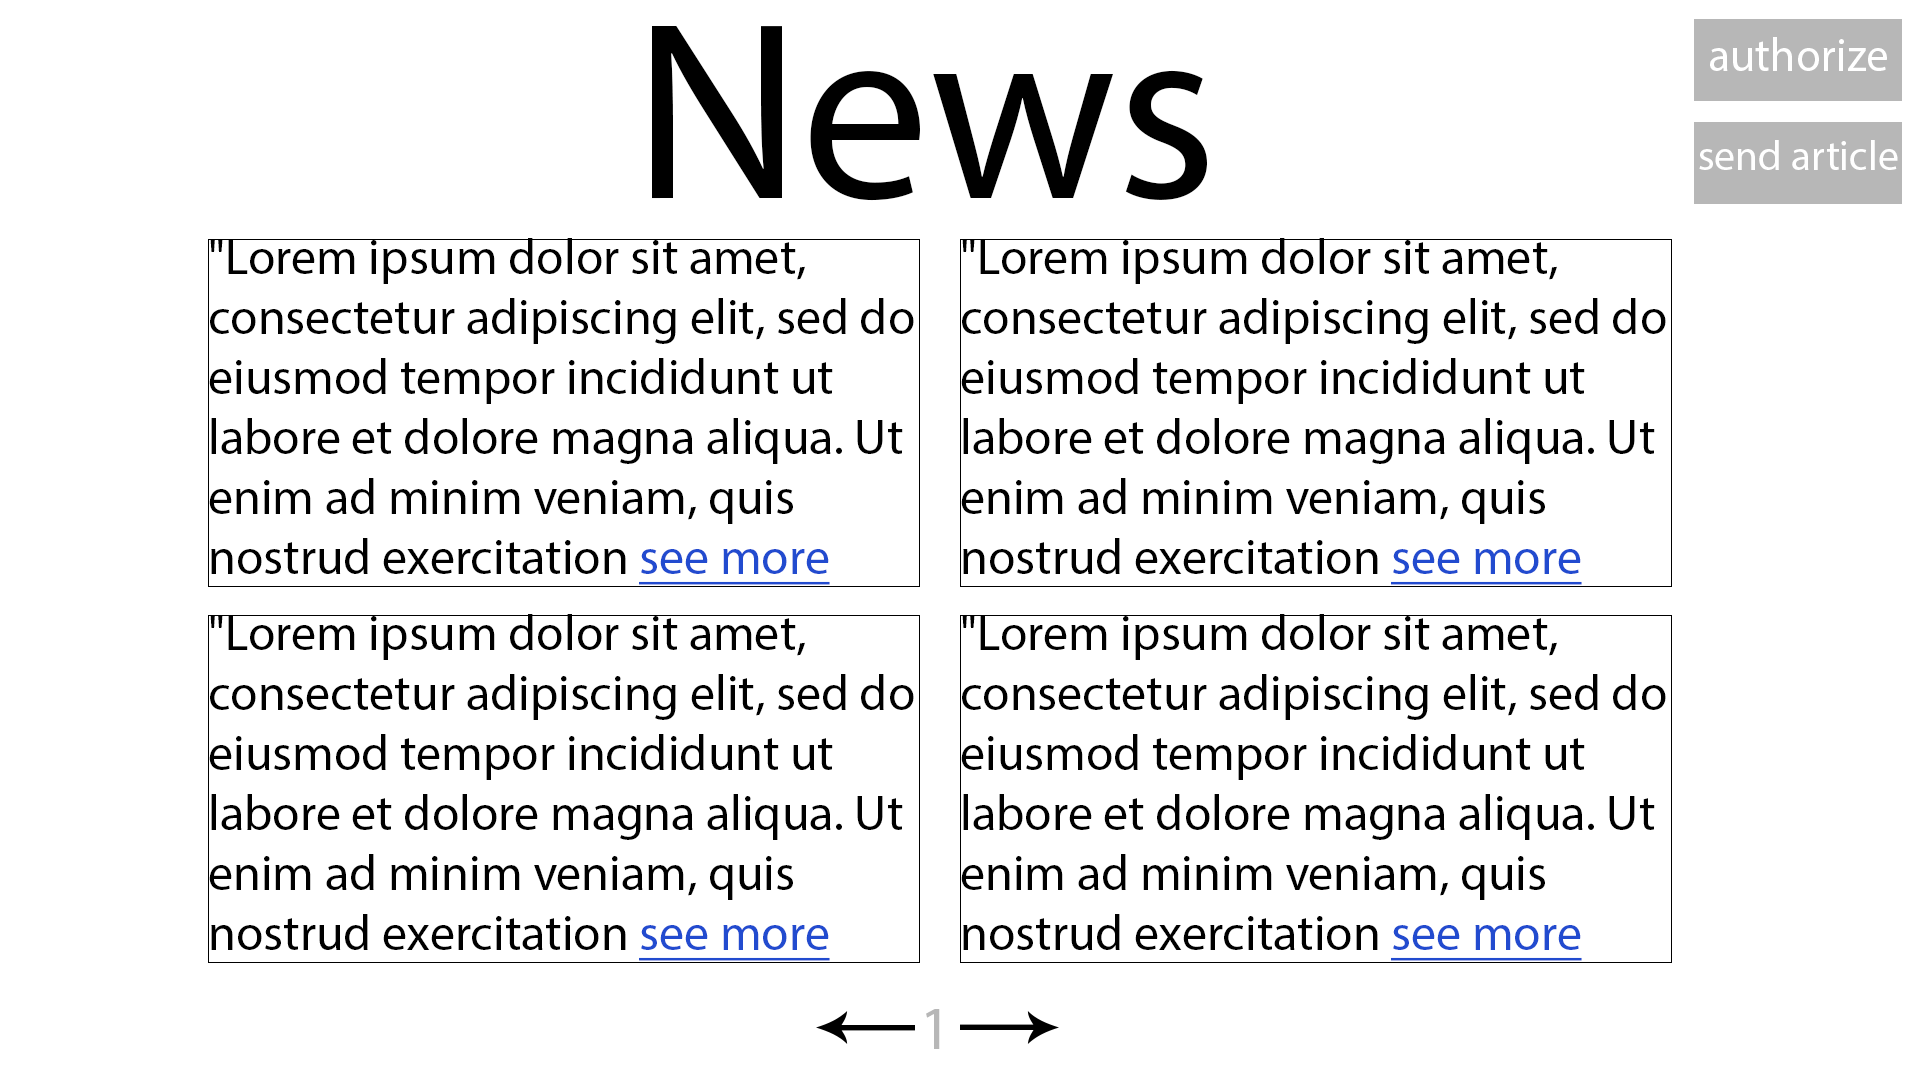 News
authorize
send article
"Lorem ipsum dolor sit amet,
consectetur adipiscing elit, sed do
eiusmod tempor incididunt ut
labore et dolore magna aliqua. Ut
enim ad minim veniam, quis
nostrud exercitation see more
"Lorem ipsum dolor sit amet,
consectetur adipiscing elit, sed do
eiusmod tempor incididunt ut
labore et dolore magna aliqua. Ut
enim ad minim veniam, quis
nostrud exercitation see more
"Lorem ipsum dolor sit amet,
consectetur adipiscing elit, sed do
eiusmod tempor incididunt ut
labore et dolore magna aliqua. Ut
enim ad minim veniam, quis
nostrud exercitation see more
"Lorem ipsum dolor sit amet,
consectetur adipiscing elit, sed do
eiusmod tempor incididunt ut
labore et dolore magna aliqua. Ut
enim ad minim veniam, quis
nostrud exercitation see more
1